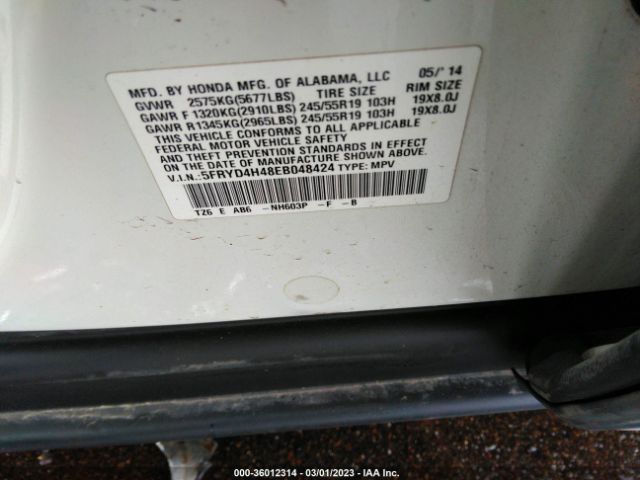 MFD. BY HONDA MFG. OF ALABAMA, LLC 05/'14
GVWR 2575KG(5677LBS) TIRE SIZE RIM SIZE
GAWR F 1320KG(2910LBS) 245/55R19 103H 19X8.0J
GAWR R 1345KG(2965LBS) 245/55R19 103H 19X8.0J
THIS VEHICLE CONFORMS TO ALL APPLICABLE
FEDERAL MOTOR VEHICLE SAFETY
AND THEFT PREVENTION STANDARDS IN EFFECT
ON THE DATE OF MANUFACTURE SHOWN ABOVE.
V.I.N.: 5FRYD4H48EB048424 TYPE: MPV
TZ6 E AB6 -NH603P -F -B
000-36012314 - 03/01/2023 - IAA Inc.